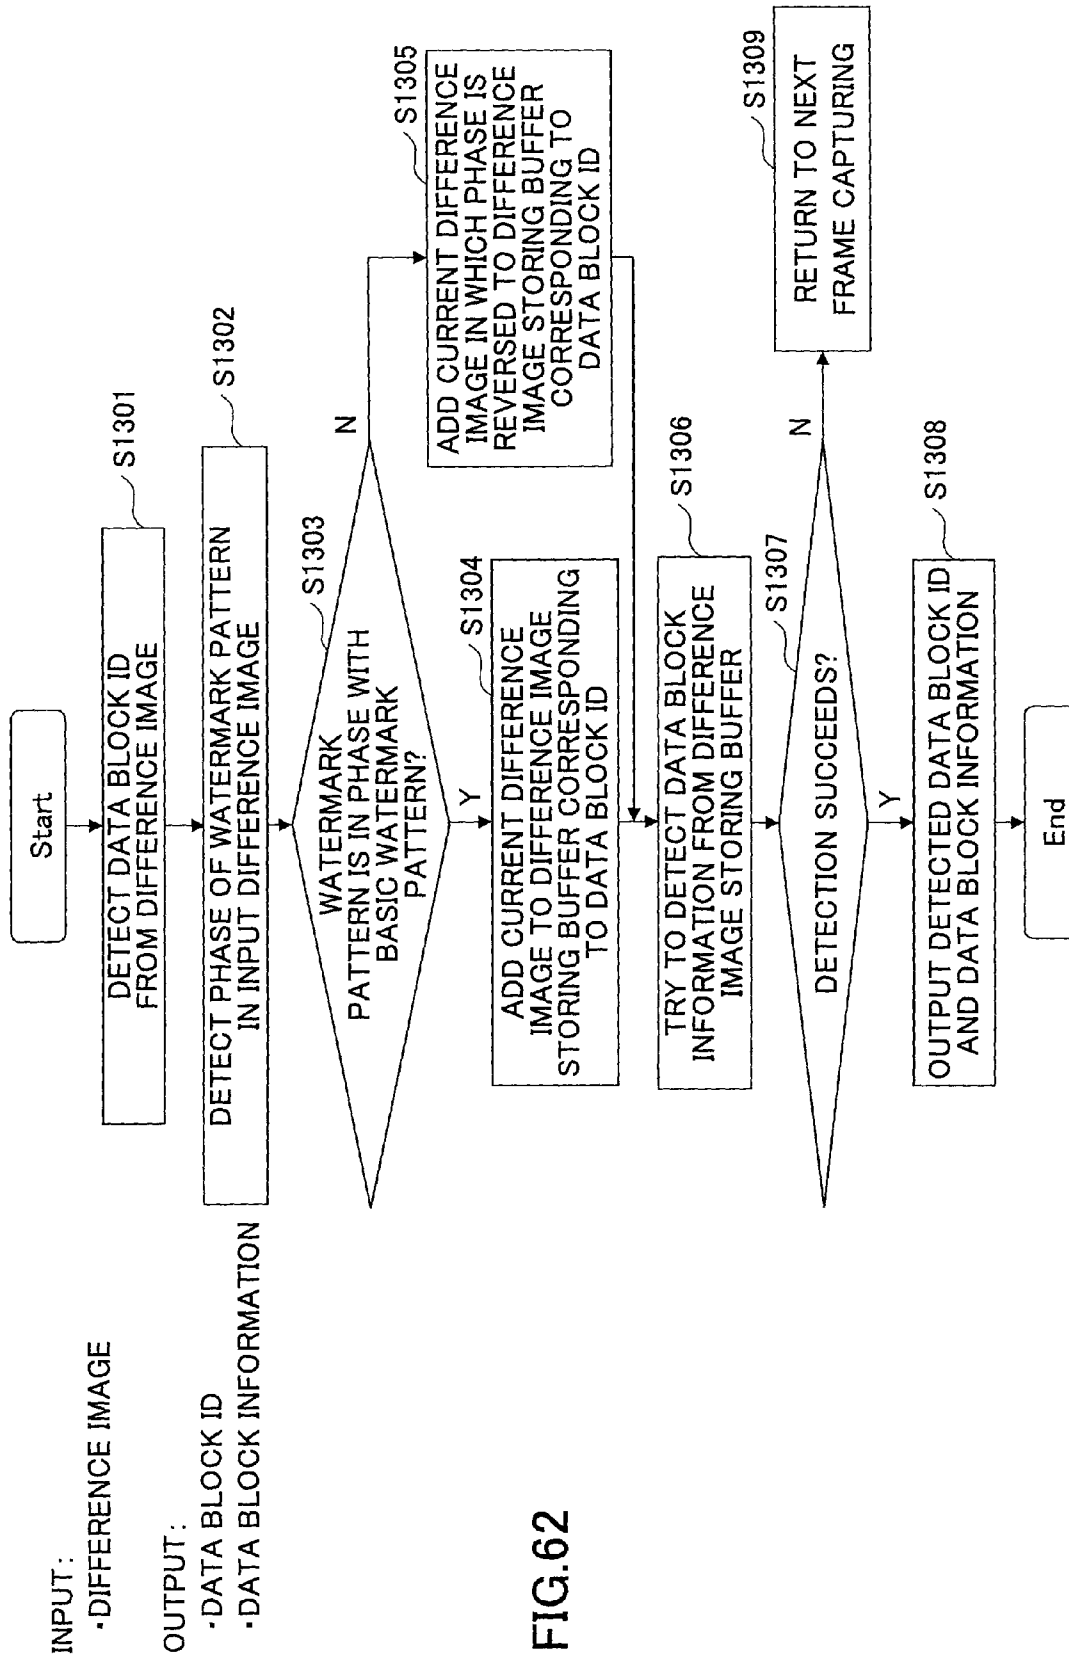 INPUT:
・DIFFERENCE IMAGE
OUTPUT:
・DATA BLOCK ID
・DATA BLOCK INFORMATION
FIG.62
Start
S1301
DETECT DATA BLOCK ID
FROM DIFFERENCE IMAGE
S1302
DETECT PHASE OF WATERMARK PATTERN
IN INPUT DIFFERENCE IMAGE
S1303
WATERMARK
PATTERN IS IN PHASE WITH
BASIC WATERMARK
PATTERN?
N
Y
S1304
ADD CURRENT DIFFERENCE
IMAGE TO DIFFERENCE IMAGE
STORING BUFFER CORRESPONDING
TO DATA BLOCK ID
S1305
ADD CURRENT DIFFERENCE
IMAGE IN WHICH PHASE IS
REVERSED TO DIFFERENCE
IMAGE STORING BUFFER
CORRESPONDING TO
DATA BLOCK ID
S1306
TRY TO DETECT DATA BLOCK
INFORMATION FROM DIFFERENCE
IMAGE STORING BUFFER
S1307
DETECTION SUCCEEDS?
N
Y
S1309
RETURN TO NEXT
FRAME CAPTURING
S1308
OUTPUT DETECTED DATA BLOCK ID
AND DATA BLOCK INFORMATION
End